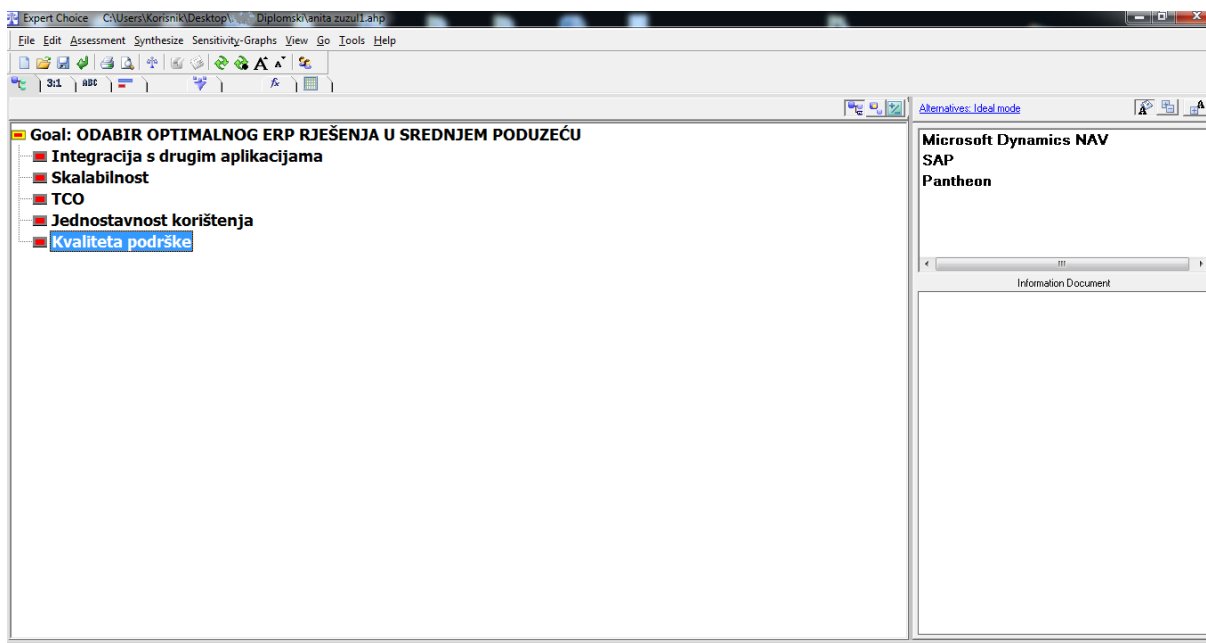 Expert Choice C:\Users\Korisnik\Desktop\. Diplomski\anita zuzul1.ahp
File Edit Assessment Synthesize Sensitivity-Graphs View Go Tools Help
3:1 ABC fx
Alternatives: Ideal mode
Goal: ODABIR OPTIMALNOG ERP RJEŠENJA U SREDNJEM PODUZEĆU
Integracija s drugim aplikacijama
Skalabilnost
TCO
Jednostavnost korištenja
Kvaliteta podrške
Microsoft Dynamics NAV
SAP
Pantheon
Information Document